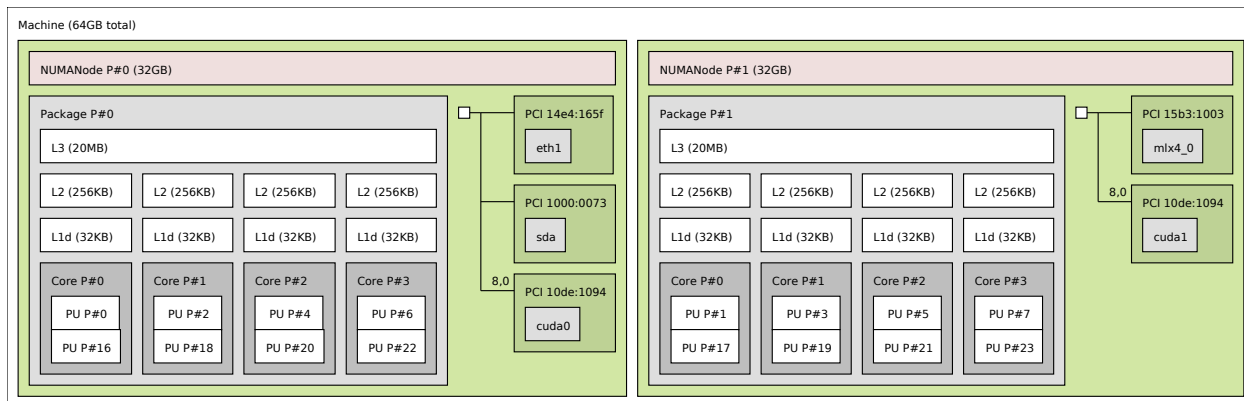 Machine (64GB total)
NUMANode P#0 (32GB)
Package P#0
L3 (20MB)
L2 (256KB) L2 (256KB) L2 (256KB) L2 (256KB)
L1d (32KB) L1d (32KB) L1d (32KB) L1d (32KB)
Core P#0 Core P#1 Core P#2 Core P#3
PU P#0 PU P#2 PU P#4 PU P#6
PU P#16 PU P#18 PU P#20 PU P#22
PCI 14e4:165f
eth1
PCI 1000:0073
sda
8,0
PCI 10de:1094
cuda0
NUMANode P#1 (32GB)
Package P#1
L3 (20MB)
L2 (256KB) L2 (256KB) L2 (256KB) L2 (256KB)
L1d (32KB) L1d (32KB) L1d (32KB) L1d (32KB)
Core P#0 Core P#1 Core P#2 Core P#3
PU P#1 PU P#3 PU P#5 PU P#7
PU P#17 PU P#19 PU P#21 PU P#23
PCI 15b3:1003
mlx4_0
8,0
PCI 10de:1094
cuda1